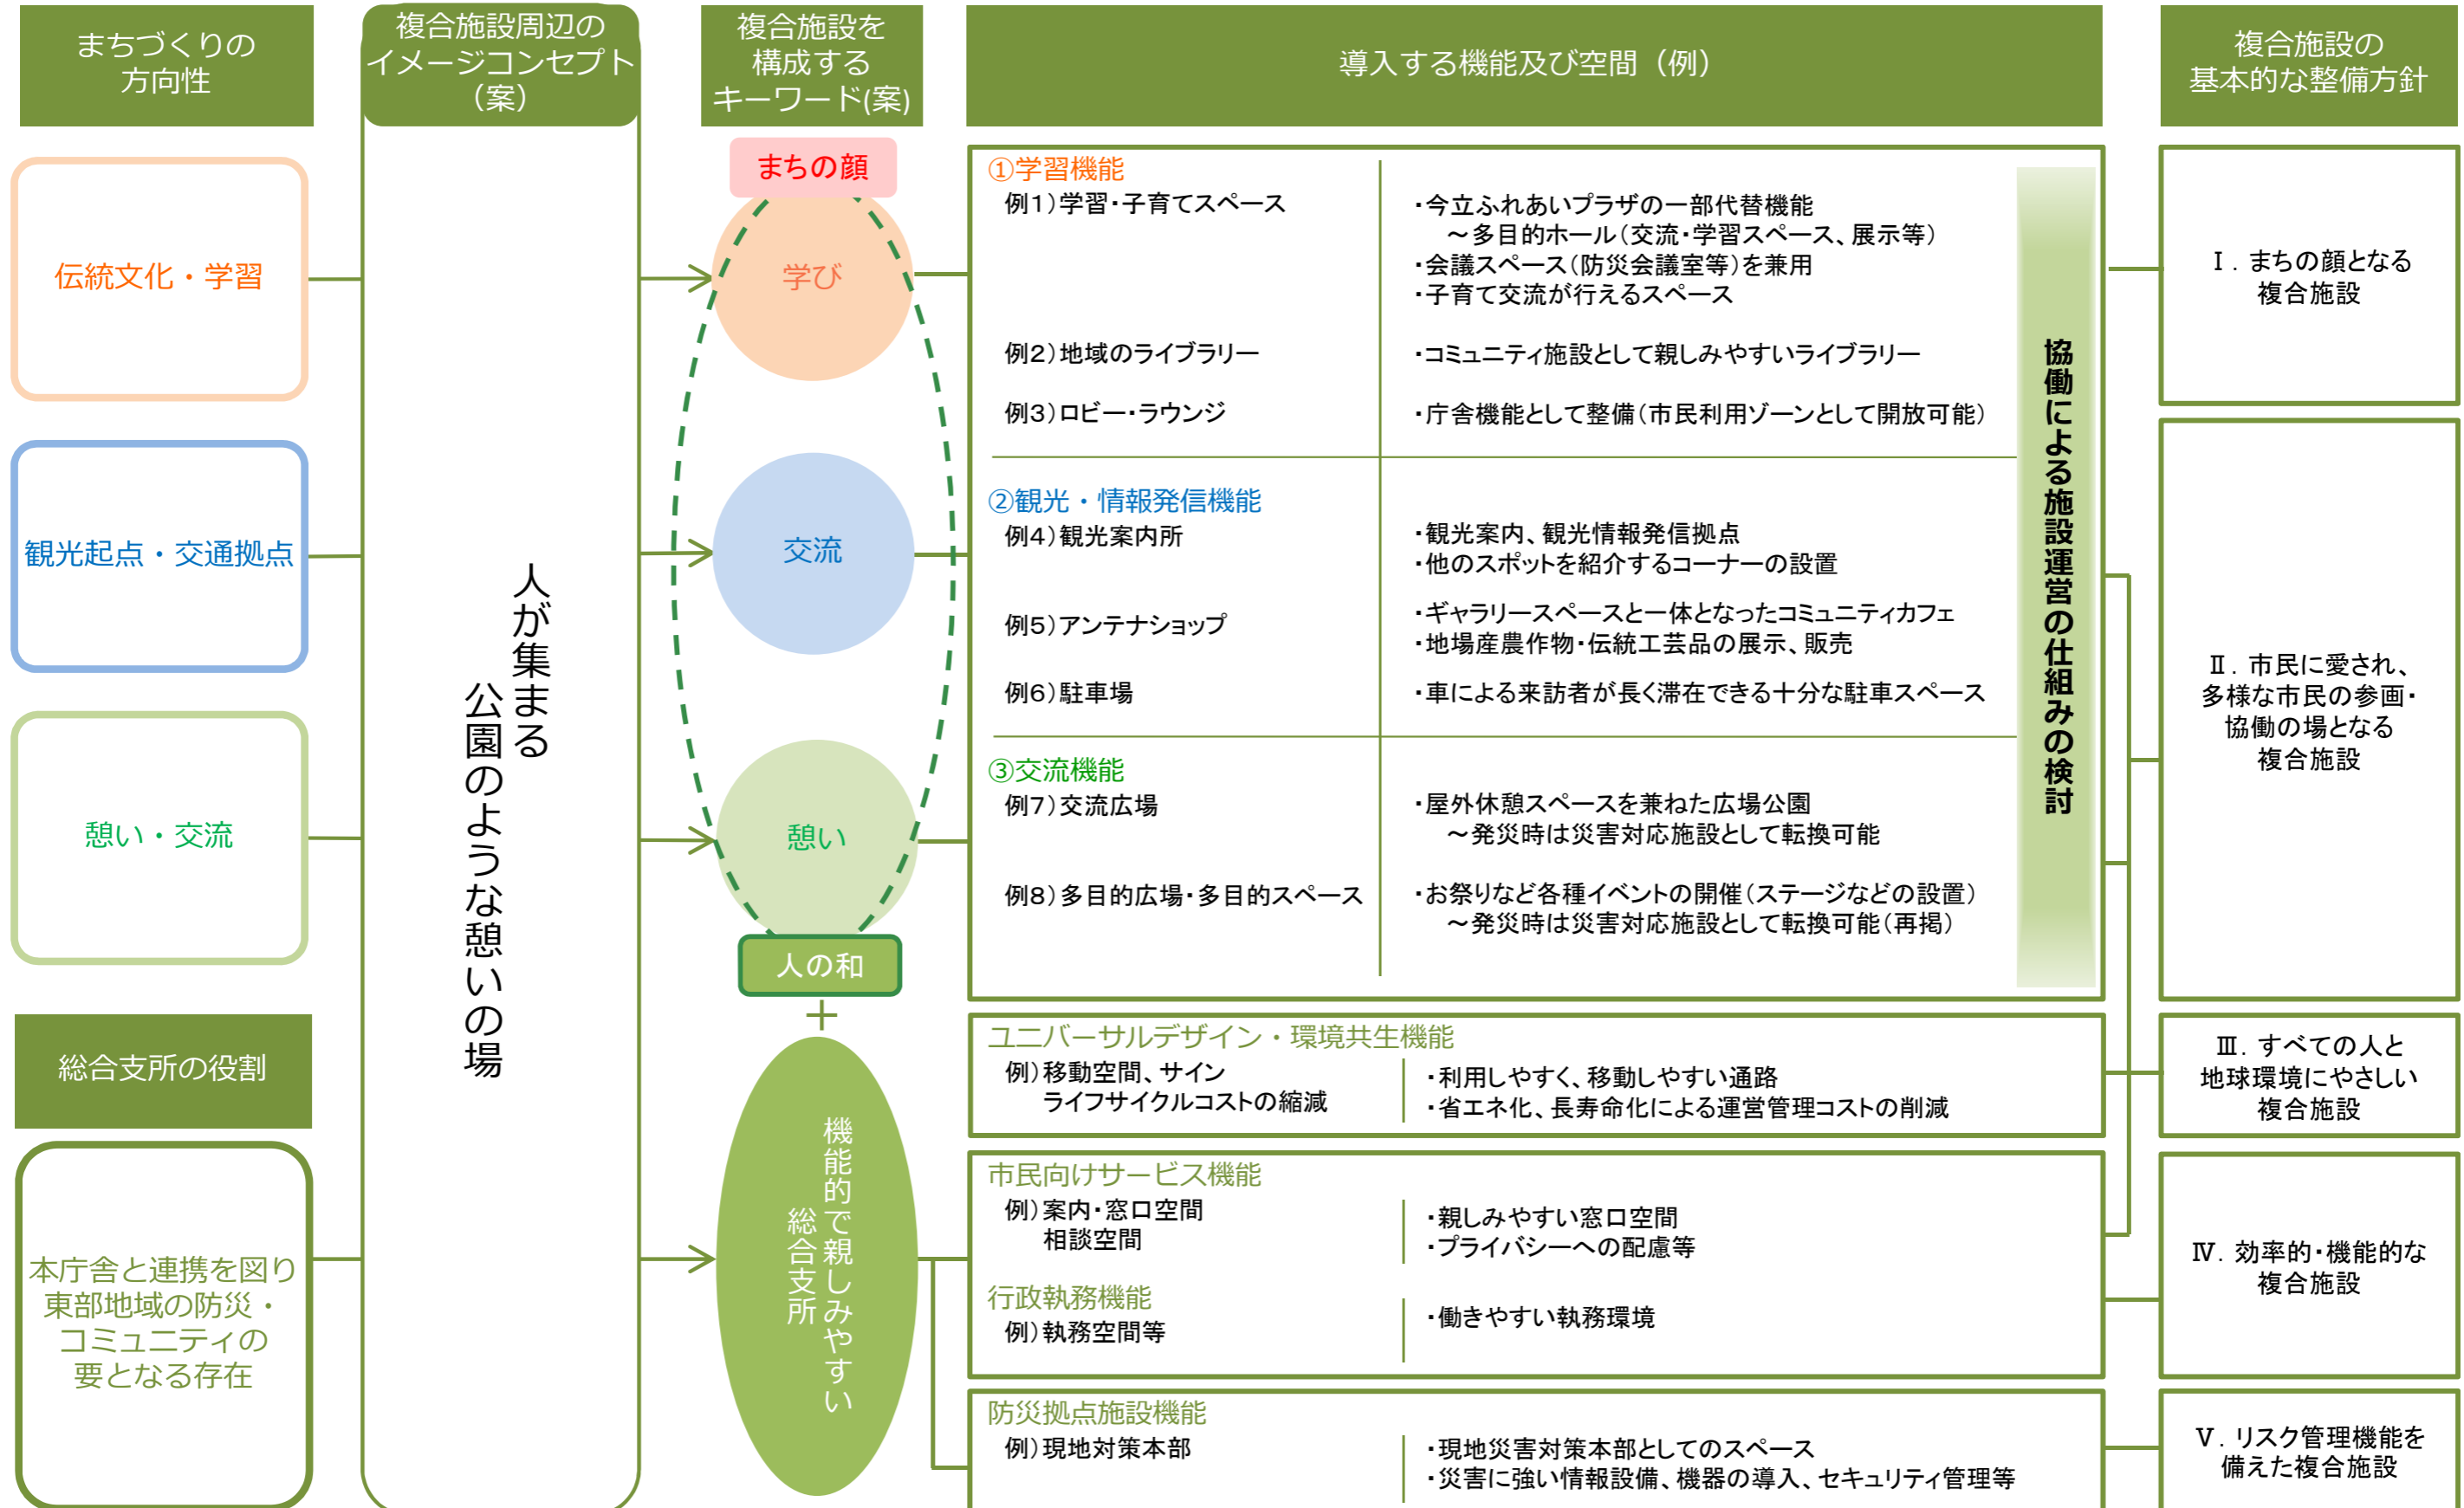 まちづくりの
方向性
複合施設周辺の
イメージコンセプト
（案）
複合施設を
構成する
キーワード(案)
導入する機能及び空間（例）
複合施設の
基本的な整備方針
伝統文化・学習
観光起点・交通拠点
憩い・交流
総合支所の役割
本庁舎と連携を図り
東部地域の防災・
コミュニティの
要となる存在
人が集まる
公園のような憩いの場
まちの顔
学び
交流
憩い
人の和
＋
機能的で親しみやすい
総合支所
①学習機能
例１）学習・子育てスペース
・今立ふれあいプラザの一部代替機能
～多目的ホール（交流・学習スペース、展示等）
・会議スペース（防災会議室等）を兼用
・子育て交流が行えるスペース
例２）地域のライブラリー
・コミュニティ施設として親しみやすいライブラリー
例３）ロビー・ラウンジ
・庁舎機能として整備（市民利用ゾーンとして開放可能）
②観光・情報発信機能
例４）観光案内所
・観光案内、観光情報発信拠点
・他のスポットを紹介するコーナーの設置
例５）アンテナショップ
・ギャラリースペースと一体となったコミュニティカフェ
・地場産農作物・伝統工芸品の展示、販売
例６）駐車場
・車による来訪者が長く滞在できる十分な駐車スペース
③交流機能
例７）交流広場
・屋外休憩スペースを兼ねた広場公園
～発災時は災害対応施設として転換可能
例８）多目的広場・多目的スペース
・お祭りなど各種イベントの開催（ステージなどの設置）
～発災時は災害対応施設として転換可能（再掲）
協働による施設運営の仕組みの検討
ユニバーサルデザイン・環境共生機能
例）移動空間、サイン
ライフサイクルコストの縮減
・利用しやすく、移動しやすい通路
・省エネ化、長寿命化による運営管理コストの削減
市民向けサービス機能
例）案内・窓口空間
相談空間
・親しみやすい窓口空間
・プライバシーへの配慮等
行政執務機能
例）執務空間等
・働きやすい執務環境
防災拠点施設機能
例）現地対策本部
・現地災害対策本部としてのスペース
・災害に強い情報設備、機器の導入、セキュリティ管理等
Ⅰ．まちの顔となる
複合施設
Ⅱ．市民に愛され、
多様な市民の参画・
協働の場となる
複合施設
Ⅲ．すべての人と
地球環境にやさしい
複合施設
Ⅳ．効率的・機能的な
複合施設
Ⅴ．リスク管理機能を
備えた複合施設